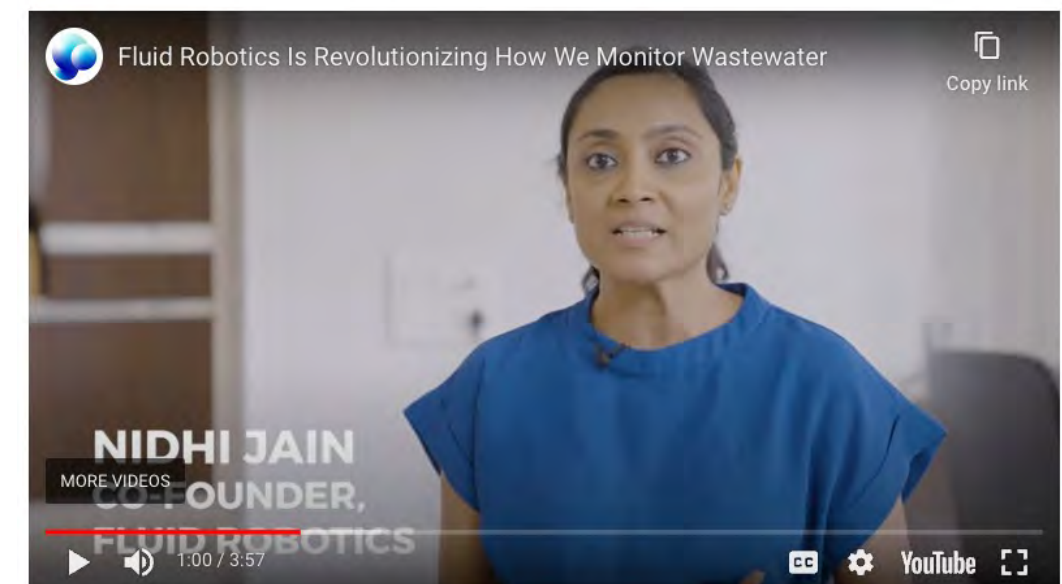 Fluid Robotics Is Revolutionizing How We Monitor Wastewater
Copy link
NIDHI JAIN
MORE VIDEOS
CO-FOUNDER,
FLUID ROBOTICS
1:00 / 3:57
CC
YouTube